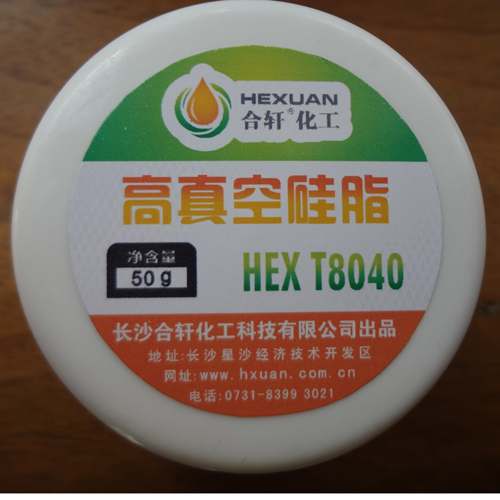 HEXUAN
合轩®化工
高真空硅脂
净含量
50g
HEX T8040
长沙合轩化工科技有限公司出品
地址:长沙星沙经济技术开发区
网址:www.hxuan.com.cn
电话:0731-8399 3021